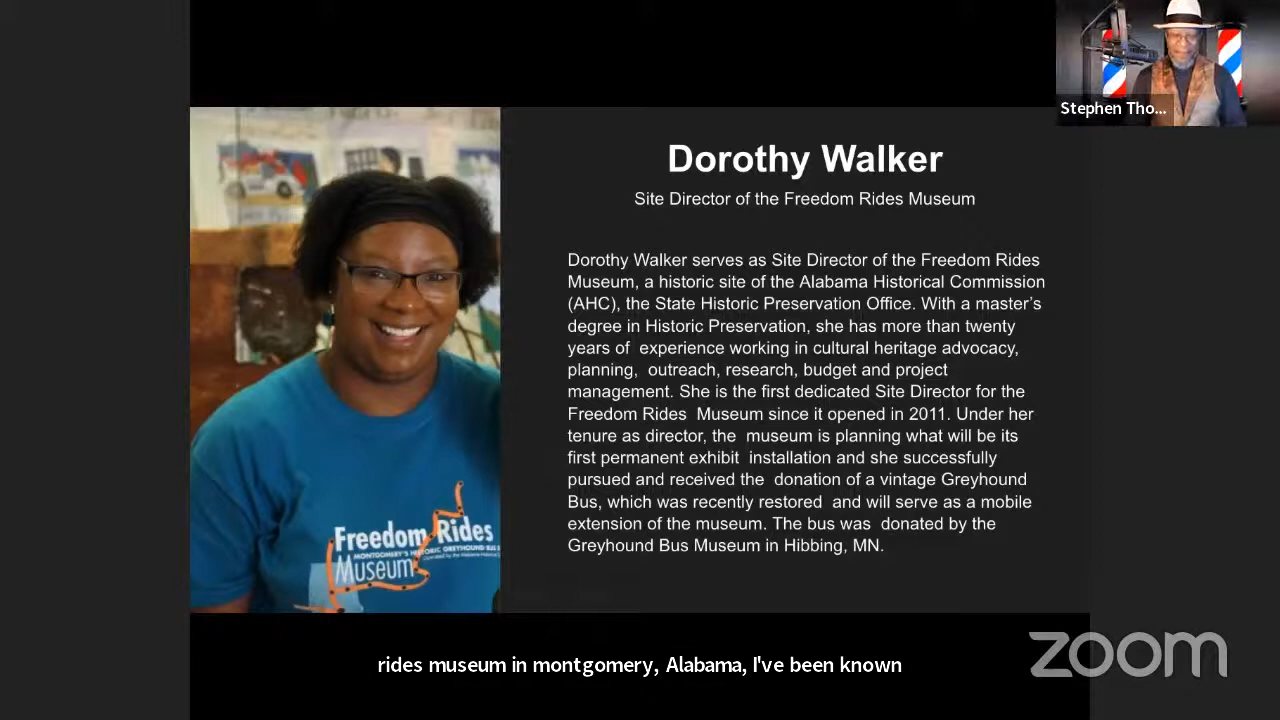 Stephen Tho...
Dorothy Walker
Site Director of the Freedom Rides Museum
Dorothy Walker serves as Site Director of the Freedom Rides
Museum, a historic site of the Alabama Historical Commission
(AHC), the State Historic Preservation Office. With a master’s
degree in Historic Preservation, she has more than twenty
years of experience working in cultural heritage advocacy,
planning, outreach, research, budget and project
management. She is the first dedicated Site Director for the
Freedom Rides Museum since it opened in 2011. Under her
tenure as director, the museum is planning what will be its
first permanent exhibit installation and she successfully
pursued and received the donation of a vintage Greyhound
Bus, which was recently restored and will serve as a mobile
extension of the museum. The bus was donated by the
Greyhound Bus Museum in Hibbing, MN.
Freedom Rides
MONTGOMERY'S HISTORIC GREYHOUND BUS
Museum
rides museum in montgomery, Alabama, I've been known
zoom